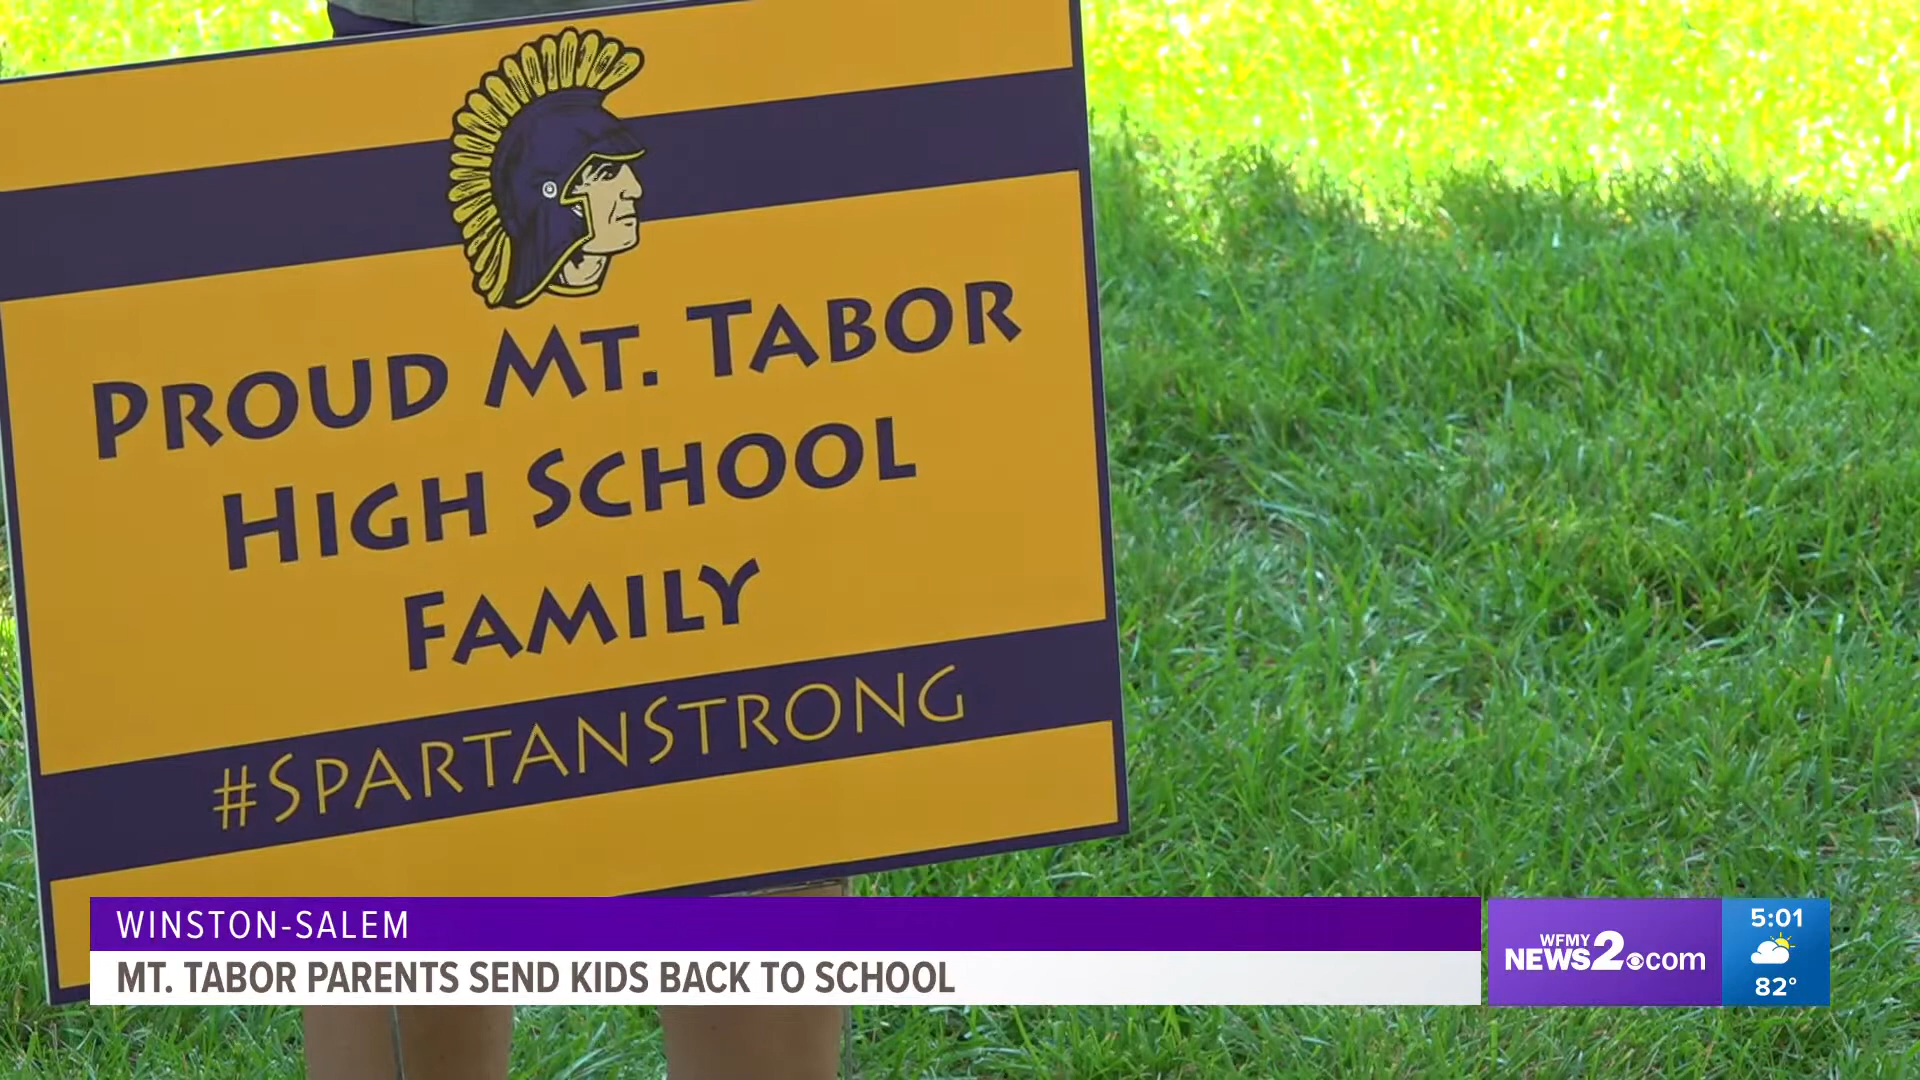 PROUD MT. TABOR
HIGH SCHOOL
FAMILY
#SPARTANSTRONG
WINSTON-SALEM
MT. TABOR PARENTS SEND KIDS BACK TO SCHOOL
WFMY
NEWS2.com
5:01
82°